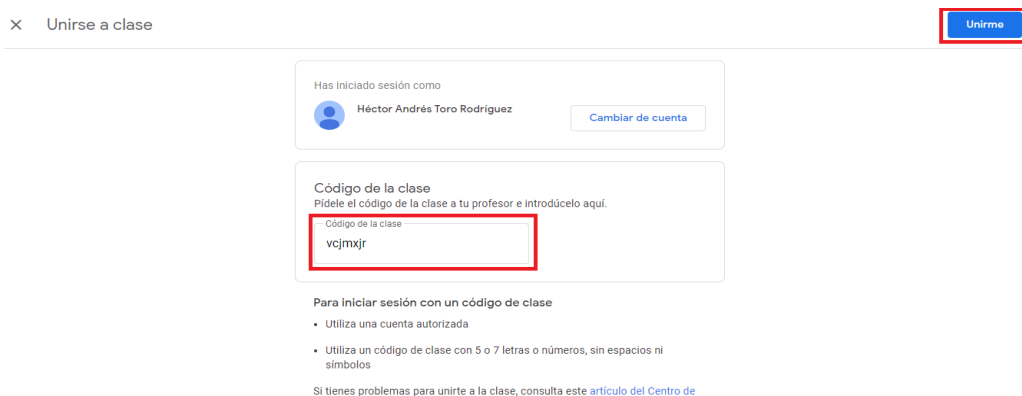 Unirse a clase
Unirme
Has iniciado sesión como
Héctor Andrés Toro Rodríguez
Cambiar de cuenta
Código de la clase
Pídele el código de la clase a tu profesor e introdúcelo aquí.
Código de la clase
vcjmxjr
Para iniciar sesión con un código de clase
• Utiliza una cuenta autorizada
• Utiliza un código de clase con 5 o 7 letras o números, sin espacios ni
símbolos
Si tienes problemas para unirte a la clase, consulta este artículo del Centro de